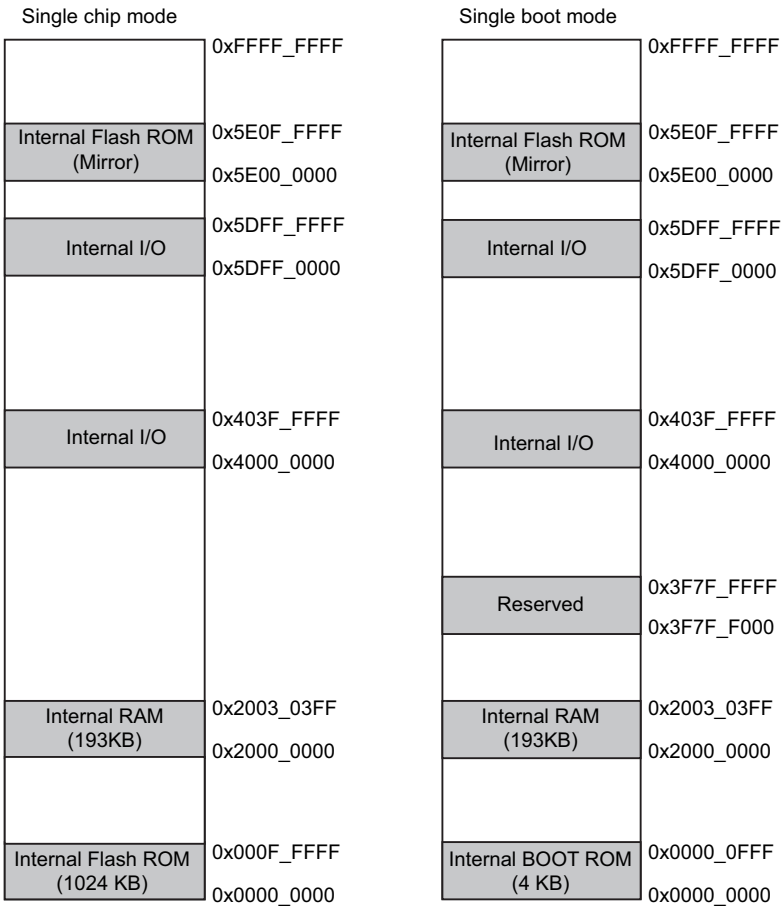 Single chip mode
0xFFFF_FFFF
Internal Flash ROM
(Mirror)
0x5E0F_FFFF
0x5E00_0000
Internal I/O
0x5DFF_FFFF
0x5DFF_0000
Internal I/O
0x403F_FFFF
0x4000_0000
Internal RAM
(193KB)
0x2003_03FF
0x2000_0000
Internal Flash ROM
(1024 KB)
0x000F_FFFF
0x0000_0000
Single boot mode
0xFFFF_FFFF
Internal Flash ROM
(Mirror)
0x5E0F_FFFF
0x5E00_0000
Internal I/O
0x5DFF_FFFF
0x5DFF_0000
Internal I/O
0x403F_FFFF
0x4000_0000
Reserved
0x3F7F_FFFF
0x3F7F_F000
Internal RAM
(193KB)
0x2003_03FF
0x2000_0000
Internal BOOT ROM
(4 KB)
0x0000_0FFF
0x0000_0000